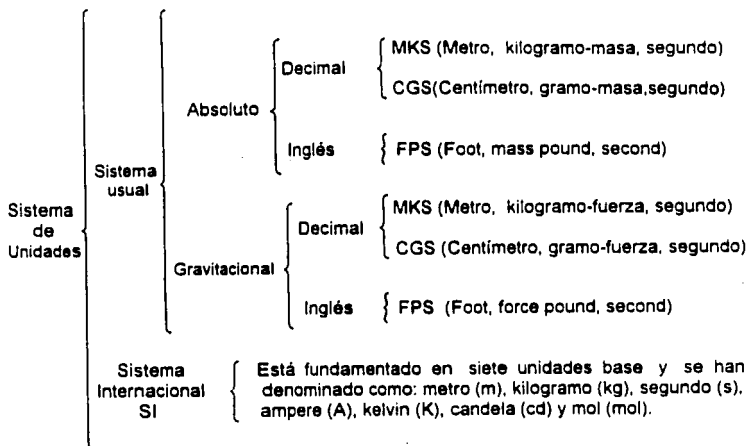 Sistema
de
Unidades
Sistema
usual
Absoluto
Decimal
MKS (Metro, kilogramo-masa, segundo)
CGS(Centímetro, gramo-masa,segundo)
Inglés
FPS (Foot, mass pound, second)
Gravitacional
Decimal
MKS (Metro, kilogramo-fuerza, segundo)
CGS (Centímetro, gramo-fuerza, segundo)
Inglés
FPS (Foot, force pound, second)
Sistema
Internacional
SI
Está fundamentado en siete unidades base y se han
denominado como: metro (m), kilogramo (kg), segundo (s),
ampere (A), kelvin (K), candela (cd) y mol (mol).